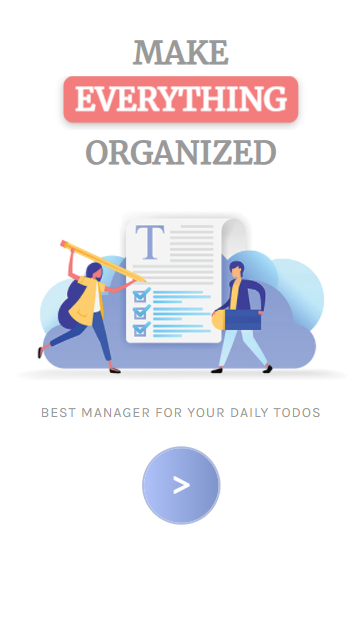 MAKE
EVERYTHING
ORGANIZED
T
BEST MANAGER FOR YOUR DAILY TODOS
>